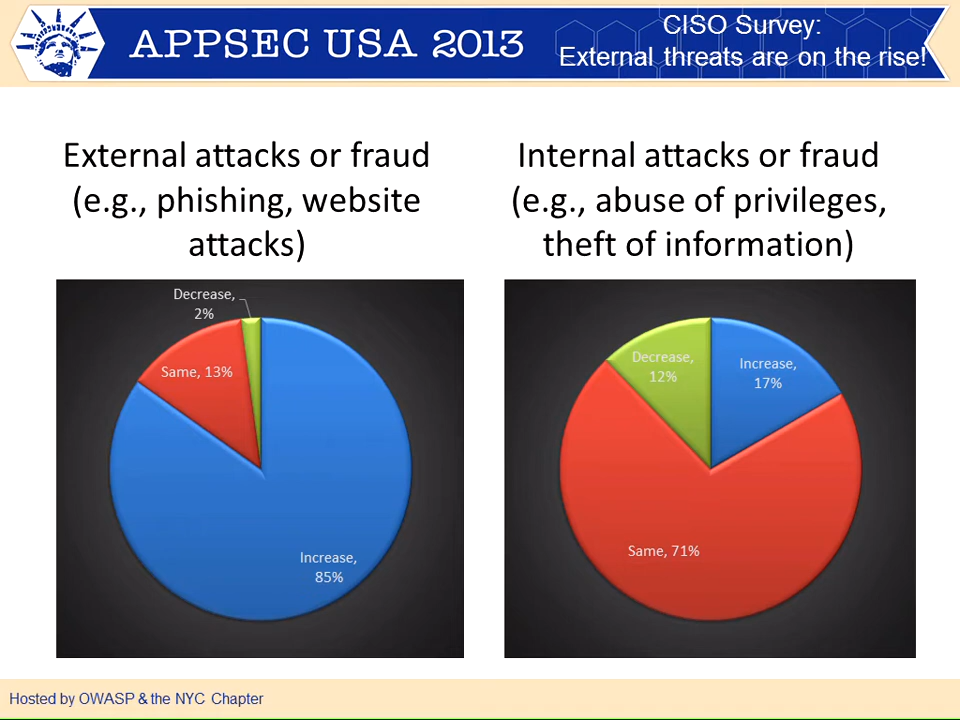 APPSEC USA 2013
CISO Survey:
External threats are on the rise!
External attacks or fraud
(e.g., phishing, website
attacks)
Decrease,
2%
Same, 13%
Increase,
85%
Internal attacks or fraud
(e.g., abuse of privileges,
theft of information)
Decrease,
12%
Increase,
17%
Same, 71%
Hosted by OWASP & the NYC Chapter